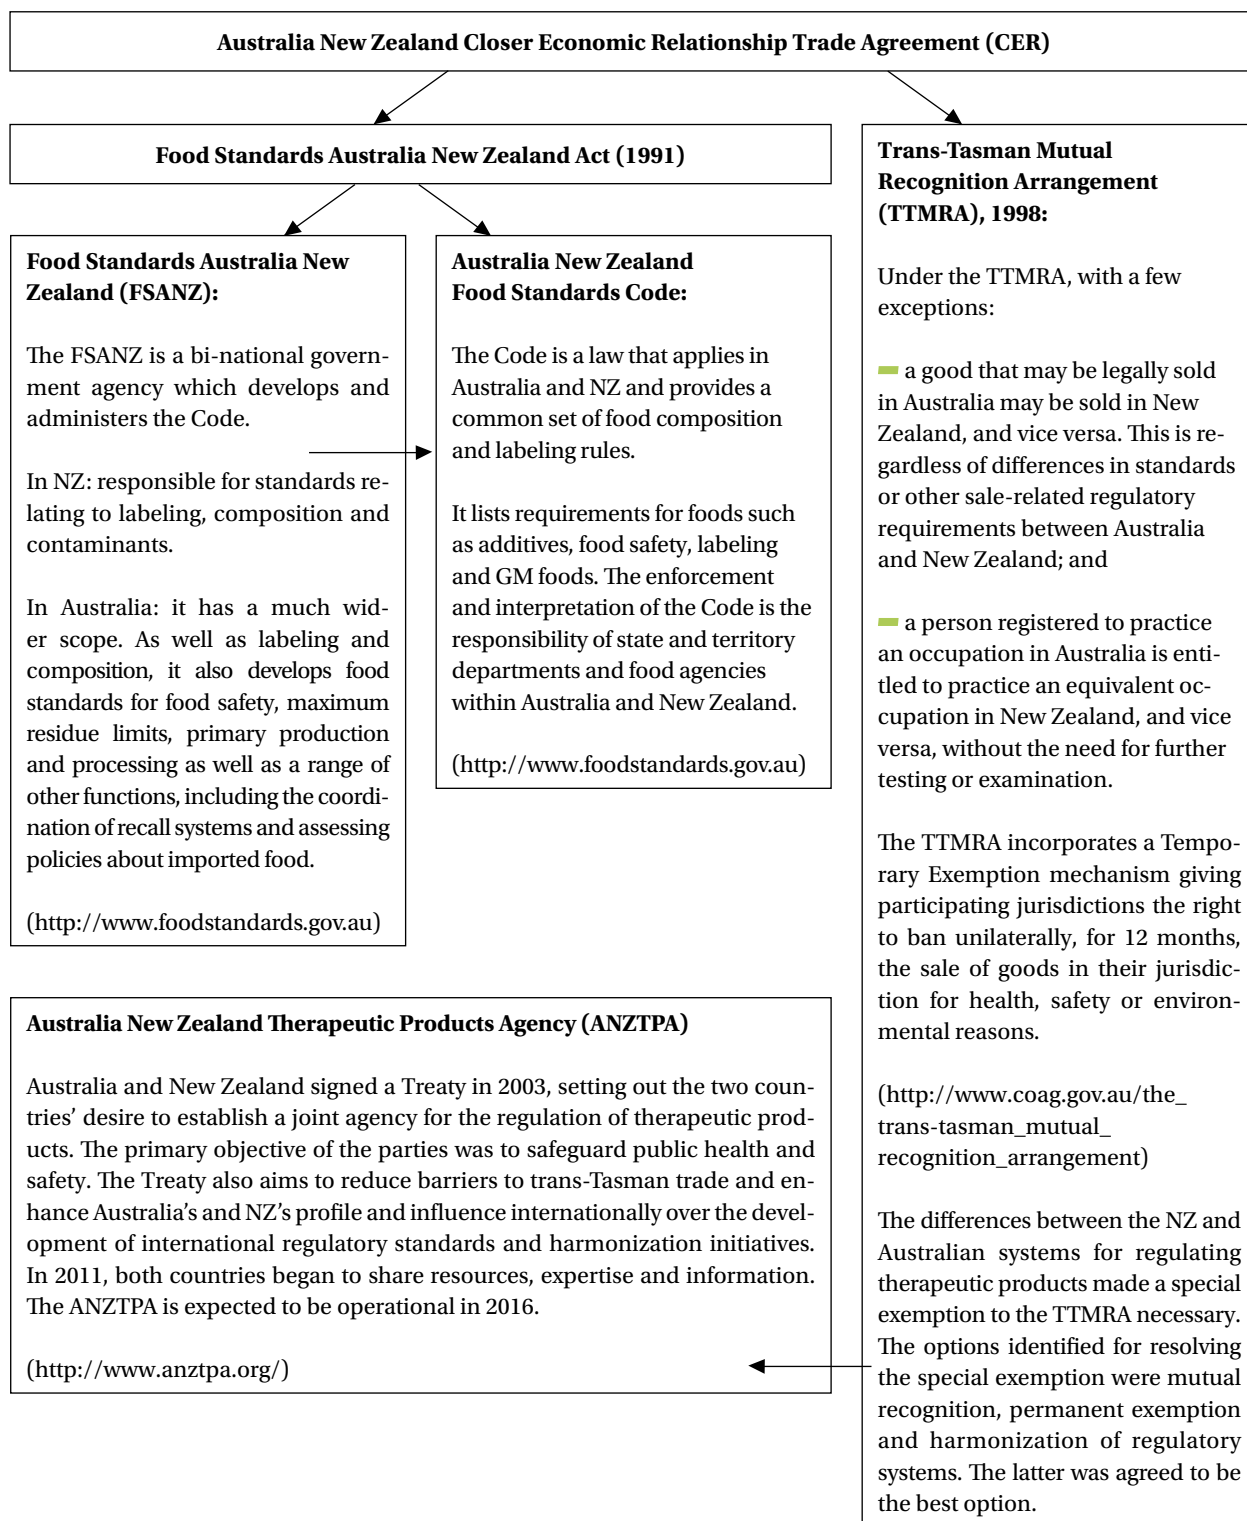 Australia New Zealand Closer Economic Relationship Trade Agreement (CER)
Food Standards Australia New Zealand Act (1991)
Food Standards Australia New
Zealand (FSANZ):
The FSANZ is a bi-national govern-
ment agency which develops and
administers the Code.
In NZ: responsible for standards re-
lating to labeling, composition and
contaminants.
In Australia: it has a much wid-
er scope. As well as labeling and
composition, it also develops food
standards for food safety, maximum
residue limits, primary production
and processing as well as a range of
other functions, including the coordi-
nation of recall systems and assessing
policies about imported food.
(http://www.foodstandards.gov.au)
Australia New Zealand
Food Standards Code:
The Code is a law that applies in
Australia and NZ and provides a
common set of food composition
and labeling rules.
It lists requirements for foods such
as additives, food safety, labeling
and GM foods. The enforcement
and interpretation of the Code is the
responsibility of state and territory
departments and food agencies
within Australia and New Zealand.
(http://www.foodstandards.gov.au)
Australia New Zealand Therapeutic Products Agency (ANZTPA)
Australia and New Zealand signed a Treaty in 2003, setting out the two coun-
tries' desire to establish a joint agency for the regulation of therapeutic prod-
ucts. The primary objective of the parties was to safeguard public health and
safety. The Treaty also aims to reduce barriers to trans-Tasman trade and en-
hance Australia's and NZ's profile and influence internationally over the devel-
opment of international regulatory standards and harmonization initiatives.
In 2011, both countries began to share resources, expertise and information.
The ANZTPA is expected to be operational in 2016.
(http://www.anztpa.org/)
Trans-Tasman Mutual
Recognition Arrangement
(TTMRA), 1998:
Under the TTMRA, with a few
exceptions:
a good that may be legally sold
in Australia may be sold in New
Zealand, and vice versa. This is re-
gardless of differences in standards
or other sale-related regulatory
requirements between Australia
and New Zealand; and
a person registered to practice
an occupation in Australia is enti-
tled to practice an equivalent oc-
cupation in New Zealand, and vice
versa, without the need for further
testing or examination.
The TTMRA incorporates a Tempo-
rary Exemption mechanism giving
participating jurisdictions the right
to ban unilaterally, for 12 months,
the sale of goods in their jurisdic-
tion for health, safety or environ-
mental reasons.
(http://www.coag.gov.au/the_
trans-tasman_mutual_
recognition_arrangement)
The differences between the NZ and
Australian systems for regulating
therapeutic products made a special
exemption to the TTMRA necessary.
The options identified for resolving
the special exemption were mutual
recognition, permanent exemption
and harmonization of regulatory
systems. The latter was agreed to be
the best option.